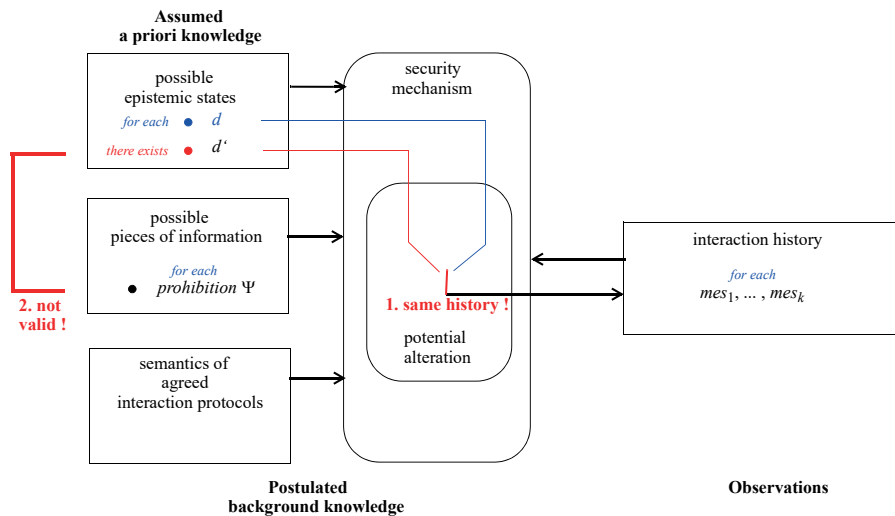 Assumed
a priori knowledge
possible
epistemic states
for each d
there exists d‘
security
mechanism
possible
pieces of information
for each
prohibition Ψ
2. not
valid !
1. same history !
potential
alteration
interaction history
for each
mes1, ... , mesk
semantics of
agreed
interaction protocols
Postulated
background knowledge
Observations